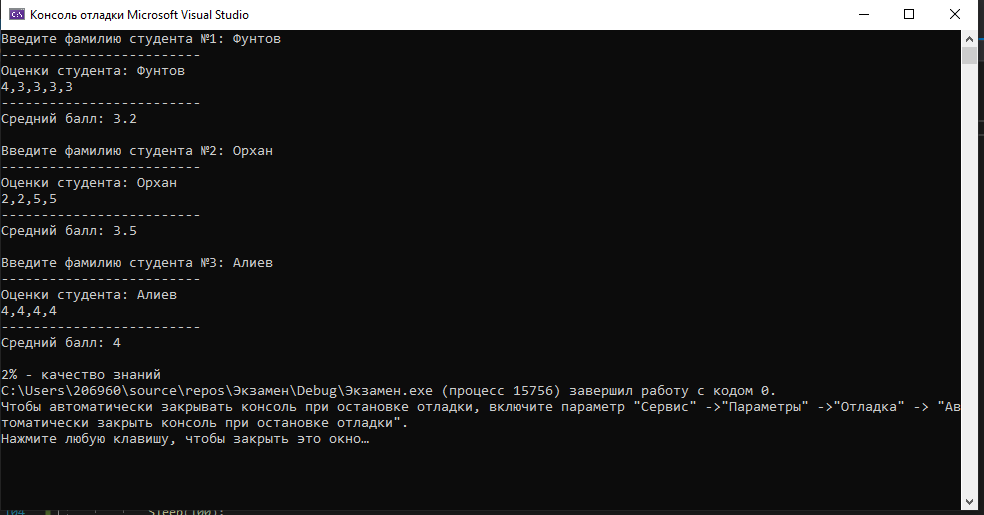 Консоль отладки Microsoft Visual Studio
Введите фамилию студента №1: Фунтов
-------------------------
Оценки студента: Фунтов
4,3,3,3,3
-------------------------
Средний балл: 3.2
Введите фамилию студента №2: Орхан
-------------------------
Оценки студента: Орхан
2,2,5,5
-------------------------
Средний балл: 3.5
Введите фамилию студента №3: Алиев
-------------------------
Оценки студента: Алиев
4,4,4,4
-------------------------
Средний балл: 4
2% - качество знаний
C:\Users\206960\source\repos\Экзамен\Debug\Экзамен.exe (процесс 15756) завершил работу с кодом 0.
Чтобы автоматически закрывать консоль при остановке отладки, включите параметр "Сервис" ->"Параметры" ->"Отладка" -> "Ав
томатически закрыть консоль при остановке отладки".
Нажмите любую клавишу, чтобы закрыть это окно…